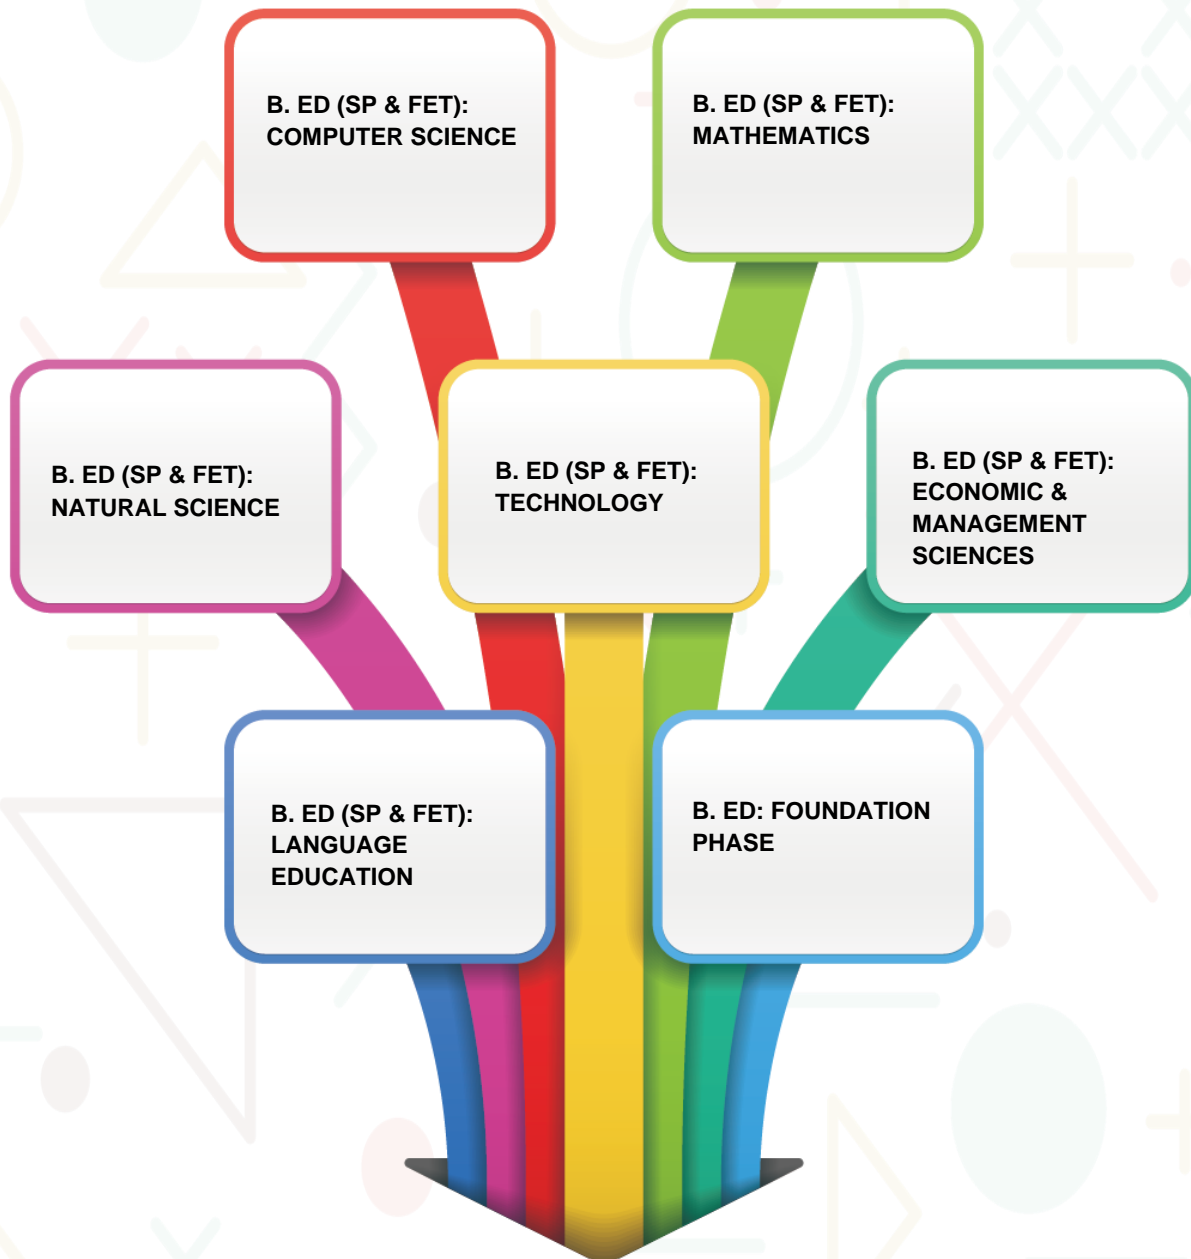 B. ED (SP & FET):
COMPUTER SCIENCE
B. ED (SP & FET):
MATHEMATICS
B. ED (SP & FET):
NATURAL SCIENCE
B. ED (SP & FET):
TECHNOLOGY
B. ED (SP & FET):
ECONOMIC &
MANAGEMENT
SCIENCES
B. ED (SP & FET):
LANGUAGE
EDUCATION
B. ED: FOUNDATION
PHASE